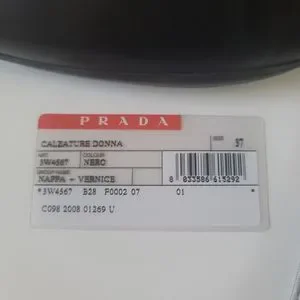 PRADA
CALZATURE DONNA 37
COLOUR
3W4567 NERO
NAPPA - VERNICE
8 033586 615292
*3W4567 B28 F0002 07 01
C098 2008 01269 U